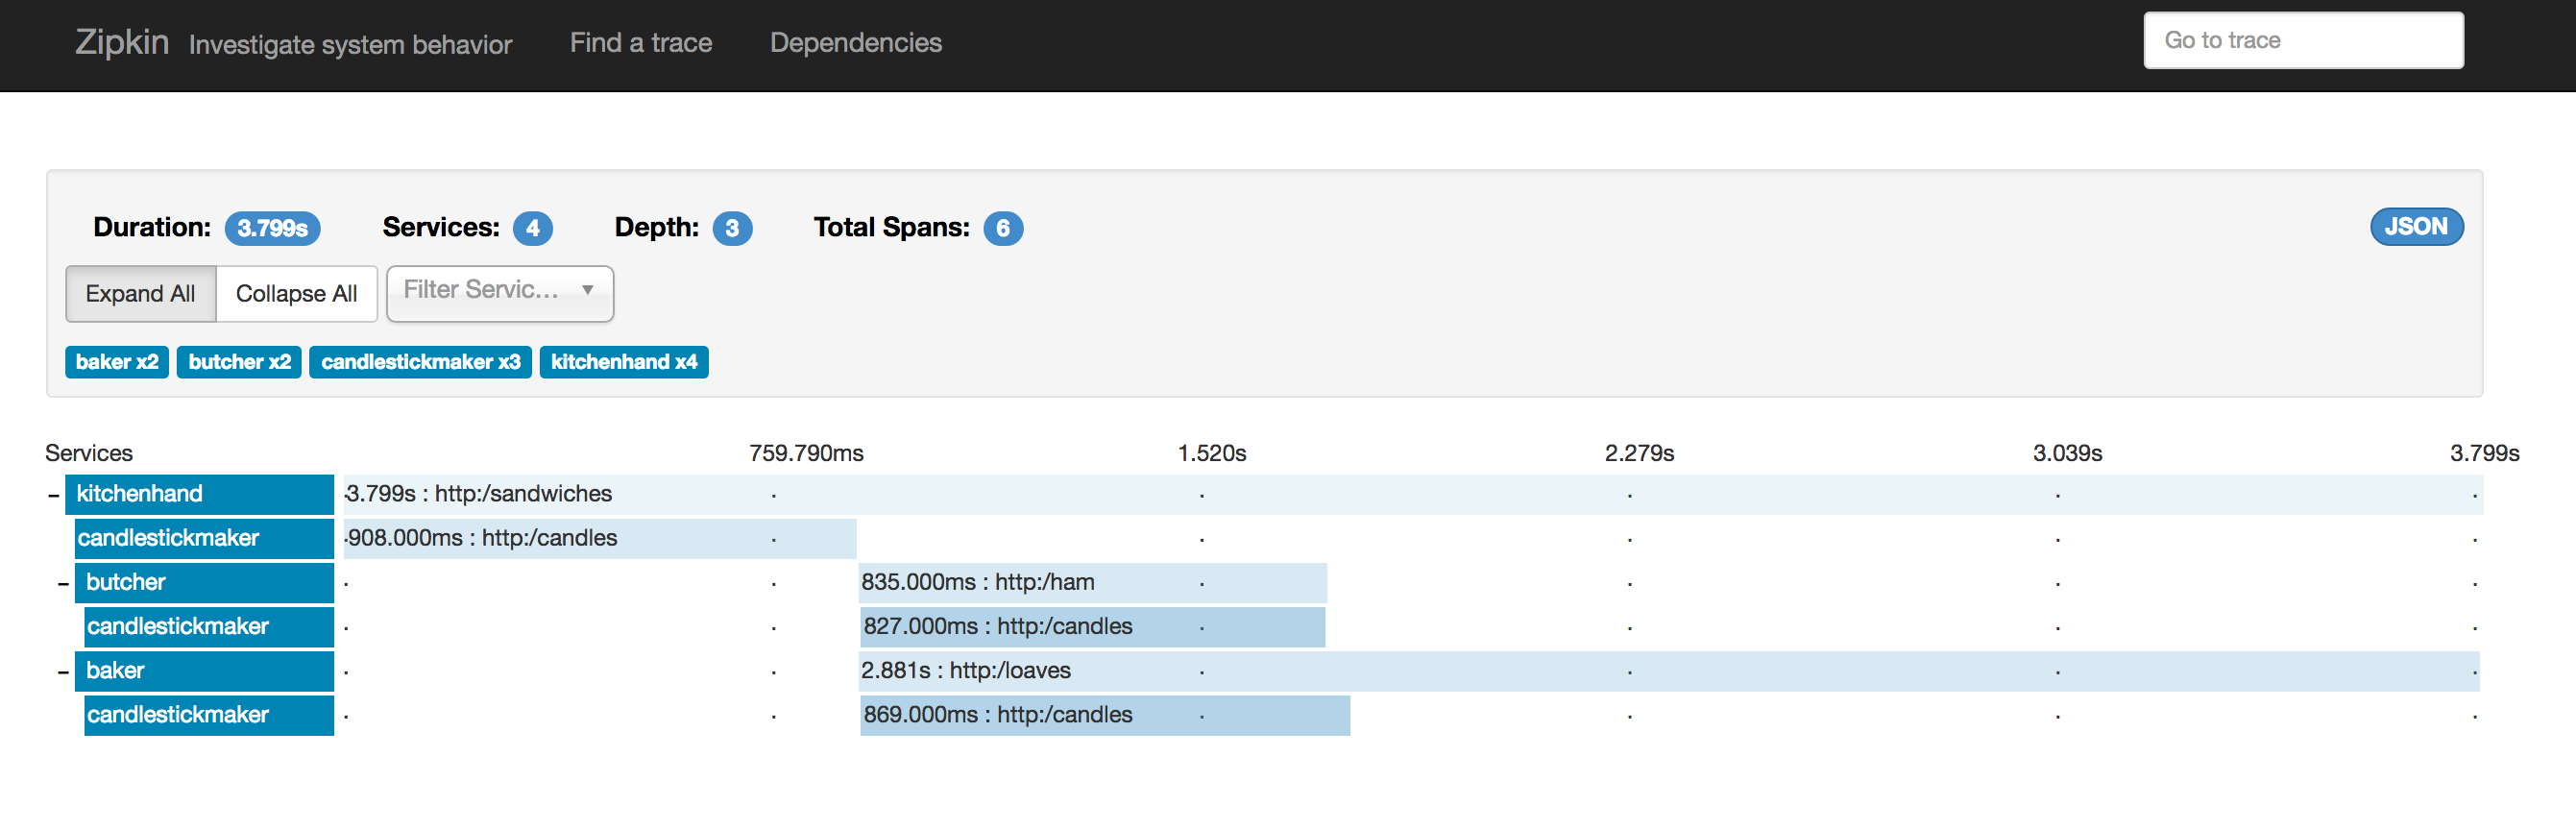 Zipkin Investigate system behavior Find a trace Dependencies Go to trace
Duration: 3.799s Services: 4 Depth: 3 Total Spans: 6 JSON
Expand All Collapse All Filter Servic...
baker x2 butcher x2 candlestickmaker x3 kitchenhand x4
Services 759.790ms 1.520s 2.279s 3.039s 3.799s
- kitchenhand 3.799s : http:/sandwiches
candlestickmaker 908.000ms : http:/candles
- butcher 835.000ms : http:/ham
candlestickmaker 827.000ms : http:/candles
- baker 2.881s : http:/loaves
candlestickmaker 869.000ms : http:/candles